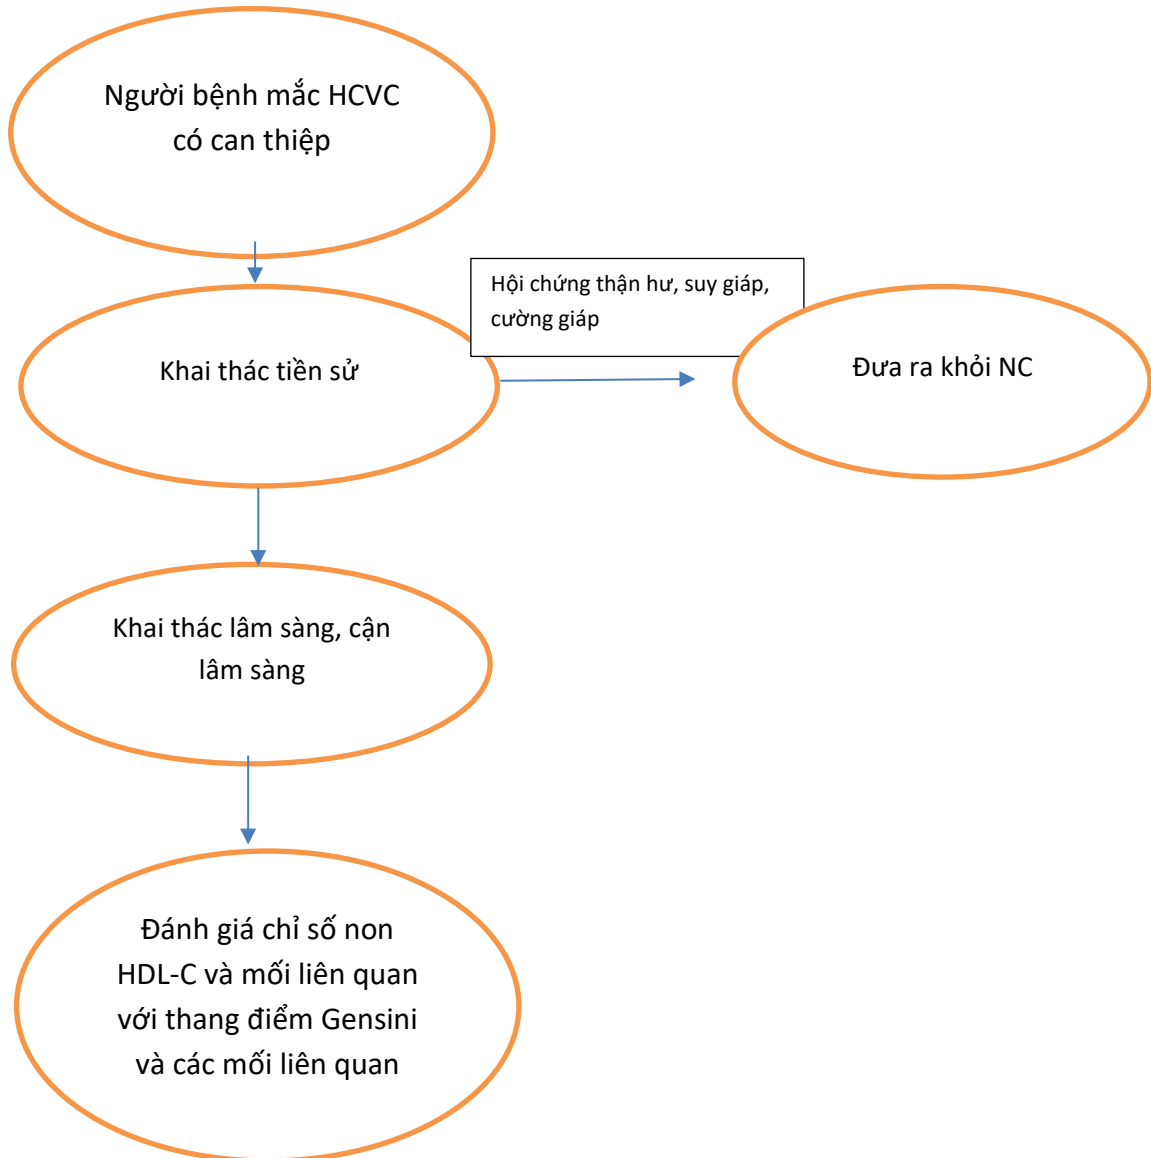 Người bệnh mắc HCVC
có can thiệp
Hội chứng thận hư, suy giáp,
cường giáp
Khai thác tiền sử
Đưa ra khỏi NC
Khai thác lâm sàng, cận
lâm sàng
Đánh giá chỉ số non
HDL-C và mối liên quan
với thang điểm Gensini
và các mối liên quan